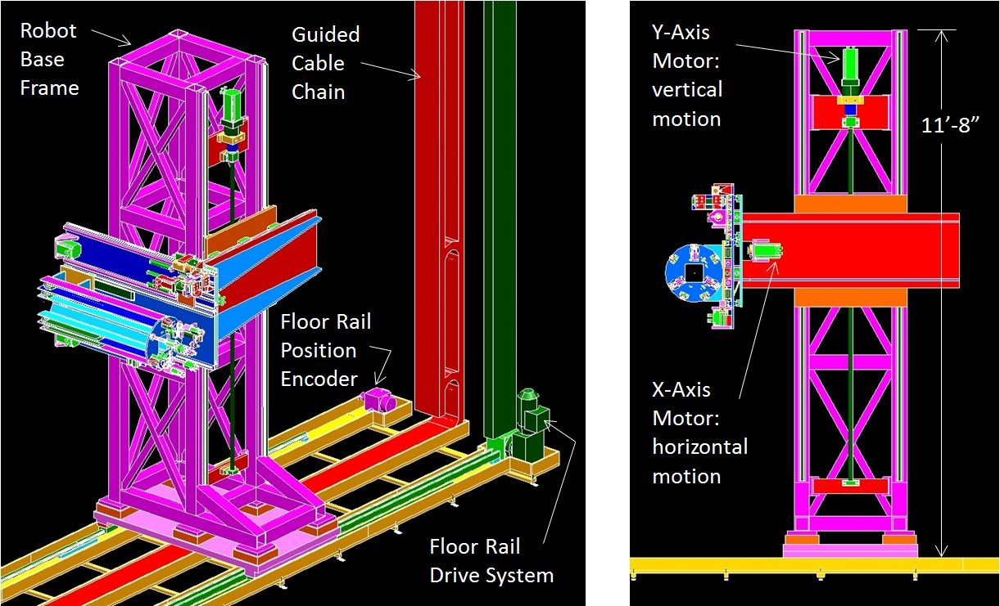 Robot
Base
Frame
Guided
Cable
Chain
Floor Rail
Position
Encoder
Floor Rail
Drive System
Y-Axis
Motor:
vertical
motion
11’-8”
X-Axis
Motor:
horizontal
motion